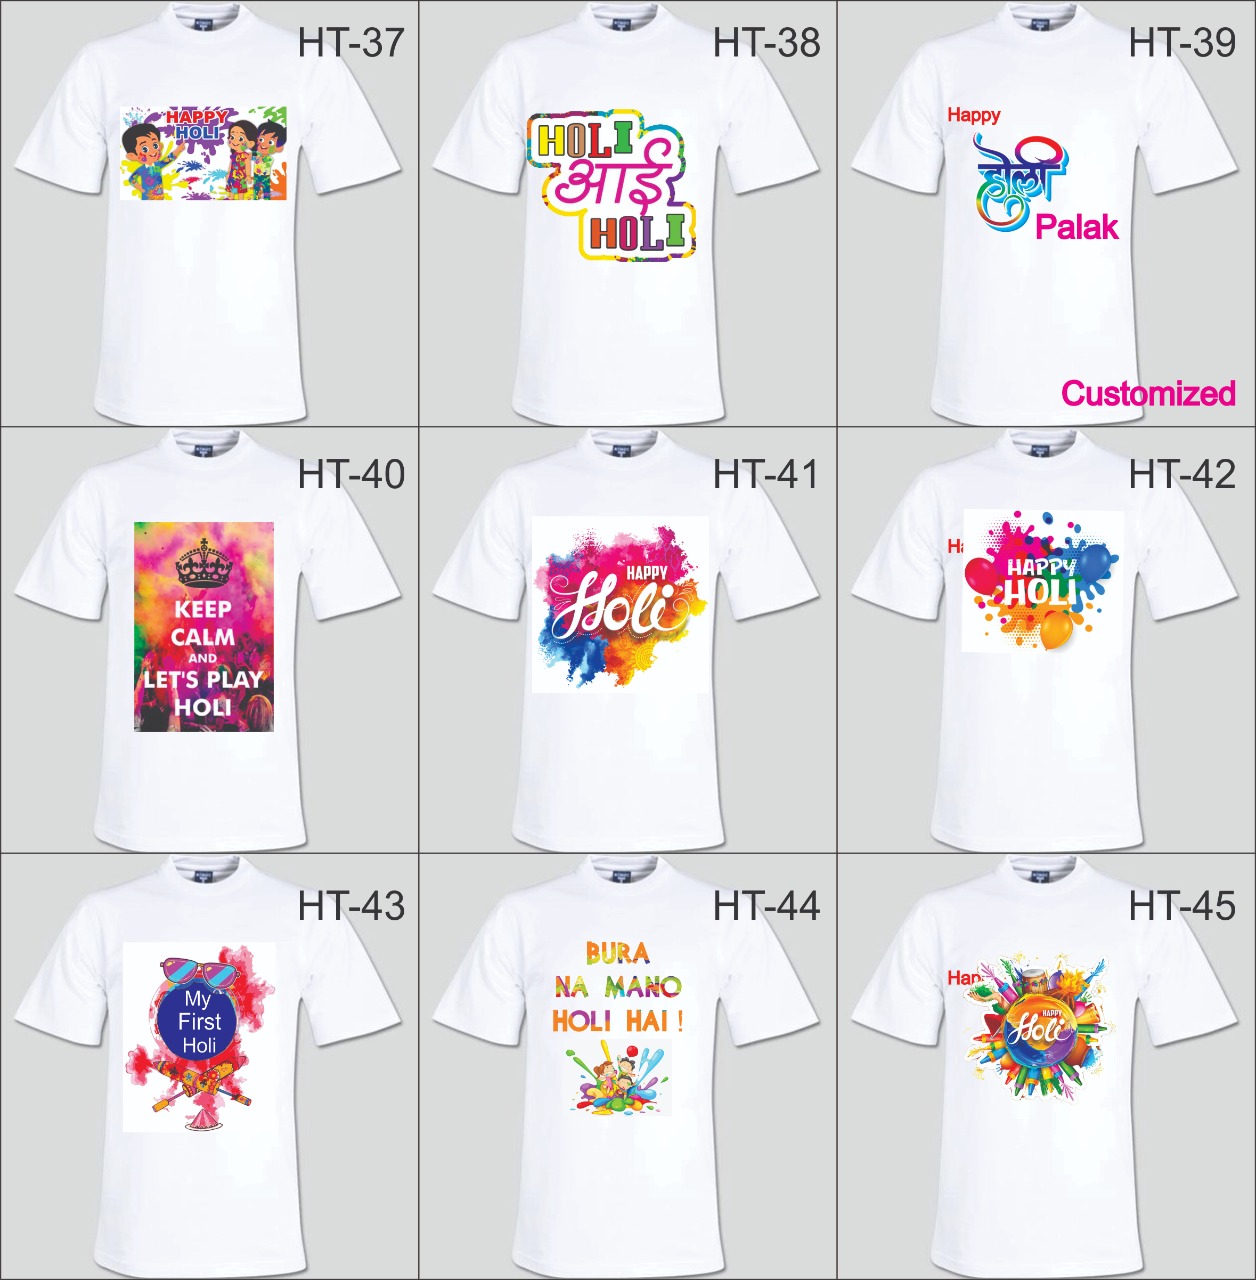 HT-37
HAPPY
HOLI
HT-38
HOLI
आई
HOLI
HT-39
Happy
होली
Palak
Customized
HT-40
KEEP
CALM
AND
LET'S PLAY
HOLI
HT-41
HAPPY
Holi
HT-42
Ha
HAPPY
HOLI
HT-43
My
First
Holi
HT-44
BURA
NA MANO
HOLI HAI !
HT-45
Hap
HAPPY
Holi